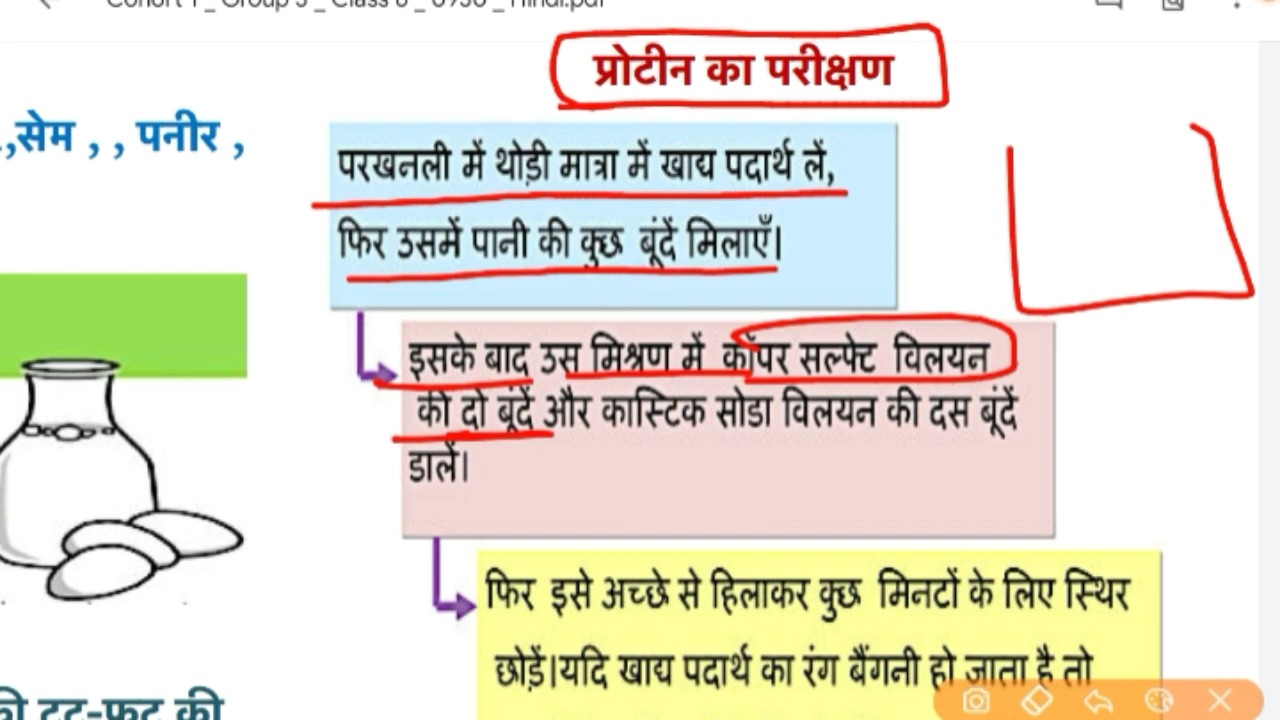 प्रोटीन का परीक्षण
,सेम , , पनीर ,
परखनली में थोड़ी मात्रा में खाद्य पदार्थ लें,
फिर उसमें पानी की कुछ बूंदें मिलाएँ।
इसके बाद उस मिश्रण में कॉपर सल्फेट विलयन
की दो बूंदें और कास्टिक सोडा विलयन की दस बूंदें
डालें।
फिर इसे अच्छे से हिलाकर कुछ मिनटों के लिए स्थिर
छोड़ें।यदि खाद्य पदार्थ का रंग बैंगनी हो जाता है तो
की टूट-फूट की